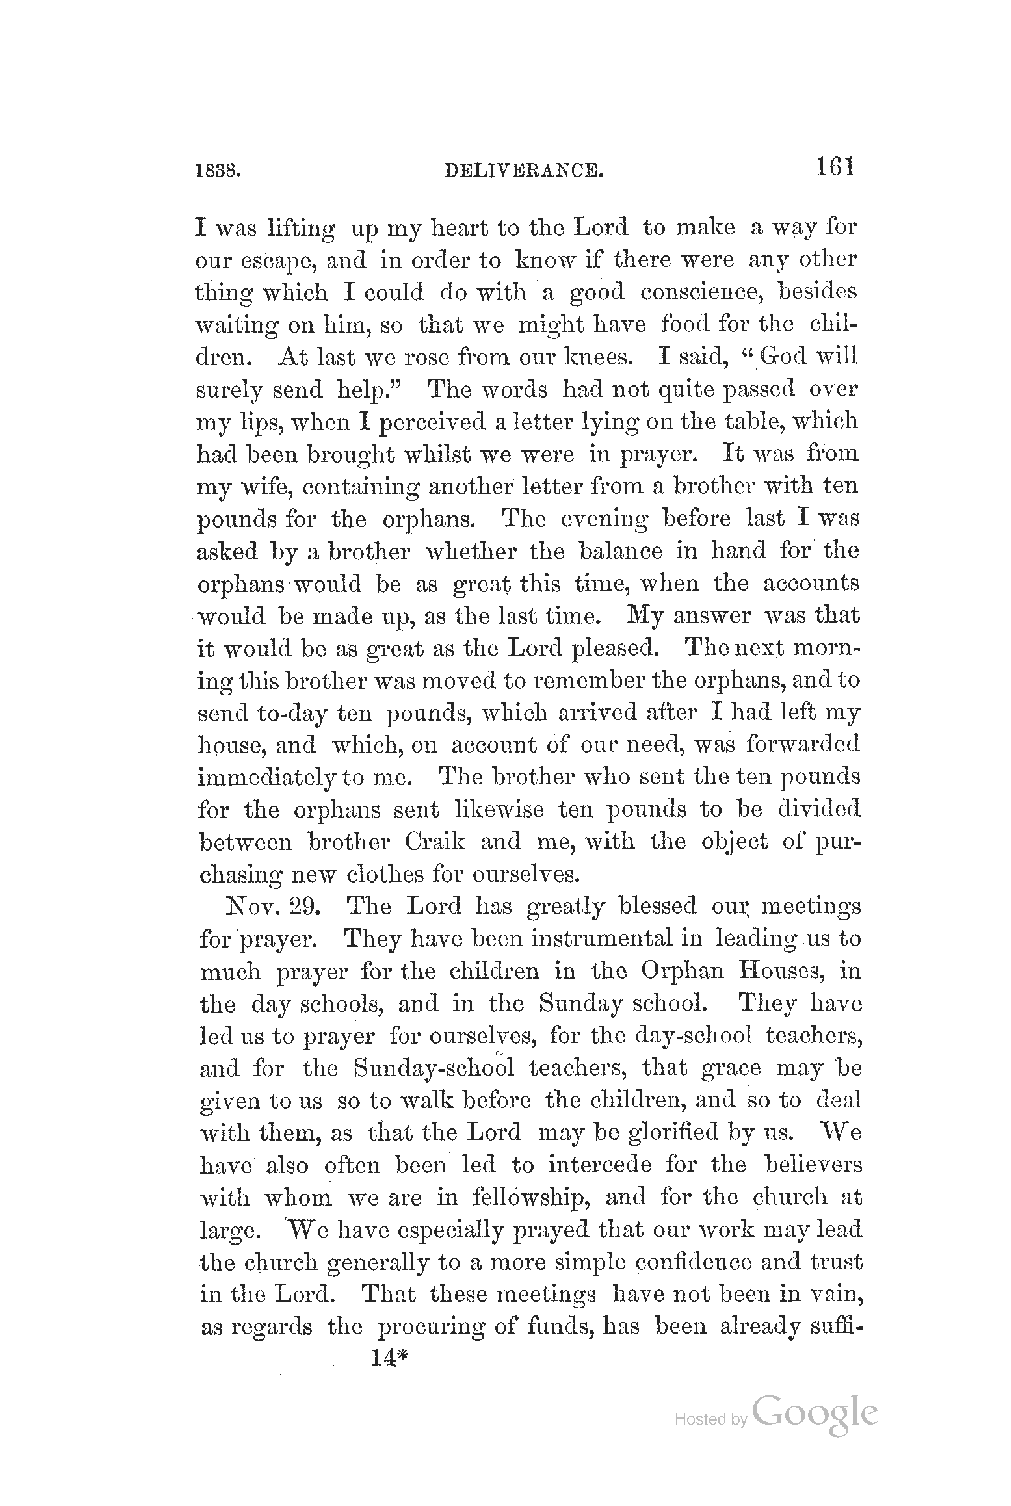 1838. DELIVERANCE. 161
I was lifting up my heart to the Lord to make a way for
our escape, and in order to know if there were any other
thing which I could do with a good conscience, besides
waiting on him, so that we might have food for the chil-
dren. At last we rose from our knees. I said, “God will
surely send help.” The words had not quite passed over
my lips, when I perceived a letter lying on the table, which
had been brought whilst we were in prayer. It was from
my wife, containing another letter from a brother with ten
pounds for the orphans. The evening before last I was
asked by a brother whether the balance in hand for the
orphans would be as great this time, when the accounts
would be made up, as the last time. My answer was that
it would be as great as the Lord pleased. The next morn-
ing this brother was moved to remember the orphans, and to
send to-day ten pounds, which arrived after I had left my
house, and which, on account of our need, was forwarded
immediately to me. The brother who sent the ten pounds
for the orphans sent likewise ten pounds to be divided
between brother Craik and me, with the object of pur-
chasing new clothes for ourselves.
Nov. 29. The Lord has greatly blessed our meetings
for prayer. They have been instrumental in leading us to
much prayer for the children in the Orphan Houses, in
the day schools, and in the Sunday school. They have
led us to prayer for ourselves, for the day-school teachers,
and for the Sunday-school teachers, that grace may be
given to us so to walk before the children, and so to deal
with them, as that the Lord may be glorified by us. We
have also often been led to intercede for the believers
with whom we are in fellowship, and for the church at
large. We have especially prayed that our work may lead
the church generally to a more simple confidence and trust
in the Lord. That these meetings have not been in vain,
as regards the procuring of funds, has been already suffi-
14*
Hosted by Google